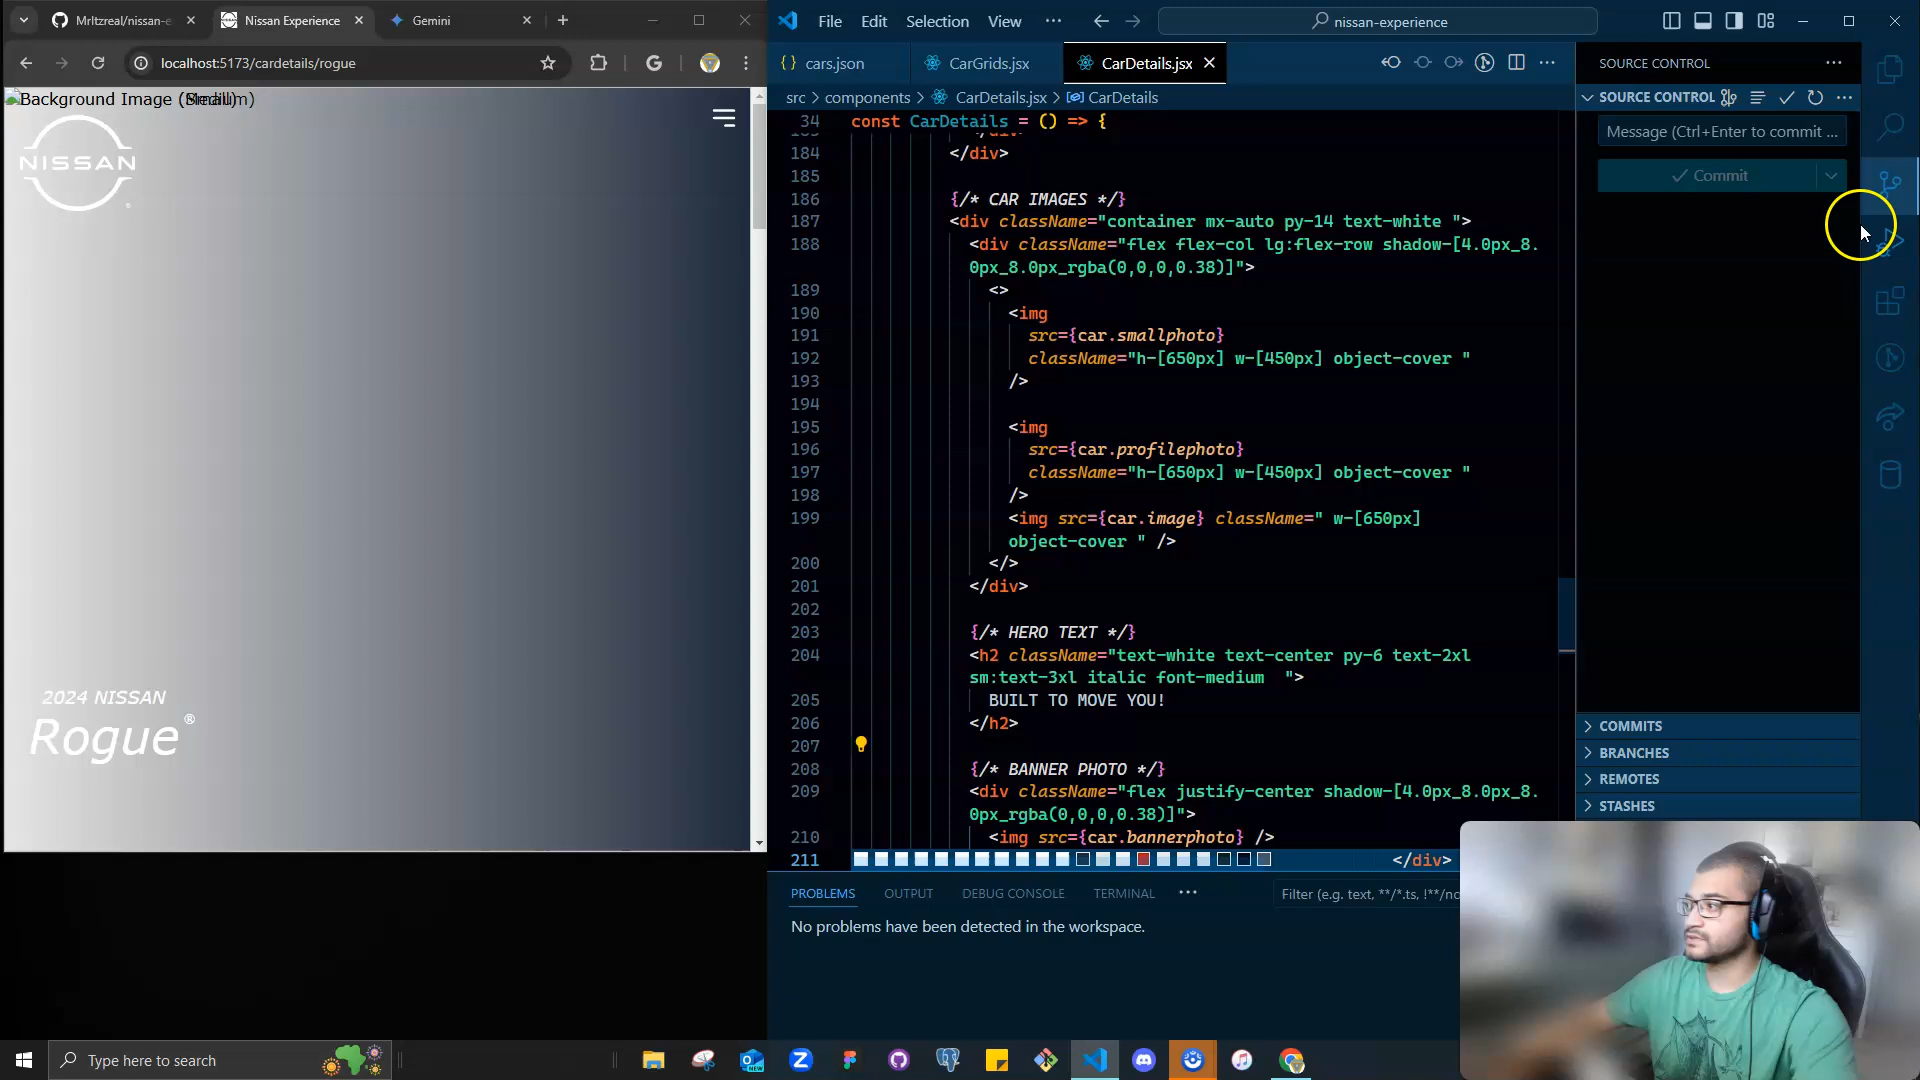 MrItzreal/nissan-e
Nissan Experience
Gemini
localhost:5173/cardetails/rogue
Background Image (Medium)
NISSAN
2024 NISSAN
Rogue®
File Edit Selection View
nissan-experience
cars.json
CarGrids.jsx
CarDetails.jsx
src > components > CarDetails.jsx > CarDetails
34 const CarDetails = () => {
184 </div>
185
186 {/* CAR IMAGES */}
187 <div className="container mx-auto py-14 text-white ">
188 <div className="flex flex-col lg:flex-row shadow-[4.0px_8.
0px_8.0px_rgba(0,0,0,0.38)]">
189 <>
190 <img
191 src={car.smallphoto}
192 className="h-[650px] w-[450px] object-cover "
193 />
194
195 <img
196 src={car.profilephoto}
197 className="h-[650px] w-[450px] object-cover "
198 />
199 <img src={car.image} className=" w-[650px]
object-cover " />
200 </>
201 </div>
202
203 {/* HERO TEXT */}
204 <h2 className="text-white text-center py-6 text-2xl
sm:text-3xl italic font-medium  ">
205 BUILT TO MOVE YOU!
206 </h2>
207
208 {/* BANNER PHOTO */}
209 <div className="flex justify-center shadow-[4.0px_8.0px_8.
0px_rgba(0,0,0,0.38)]">
210 <img src={car.bannerphoto} />
211 </div>
PROBLEMS OUTPUT DEBUG CONSOLE TERMINAL
Filter (e.g. text, **/*.ts, !**/no
No problems have been detected in the workspace.
SOURCE CONTROL
SOURCE CONTROL
Message (Ctrl+Enter to commit ...
Commit
COMMITS
BRANCHES
REMOTES
STASHES
Type here to search